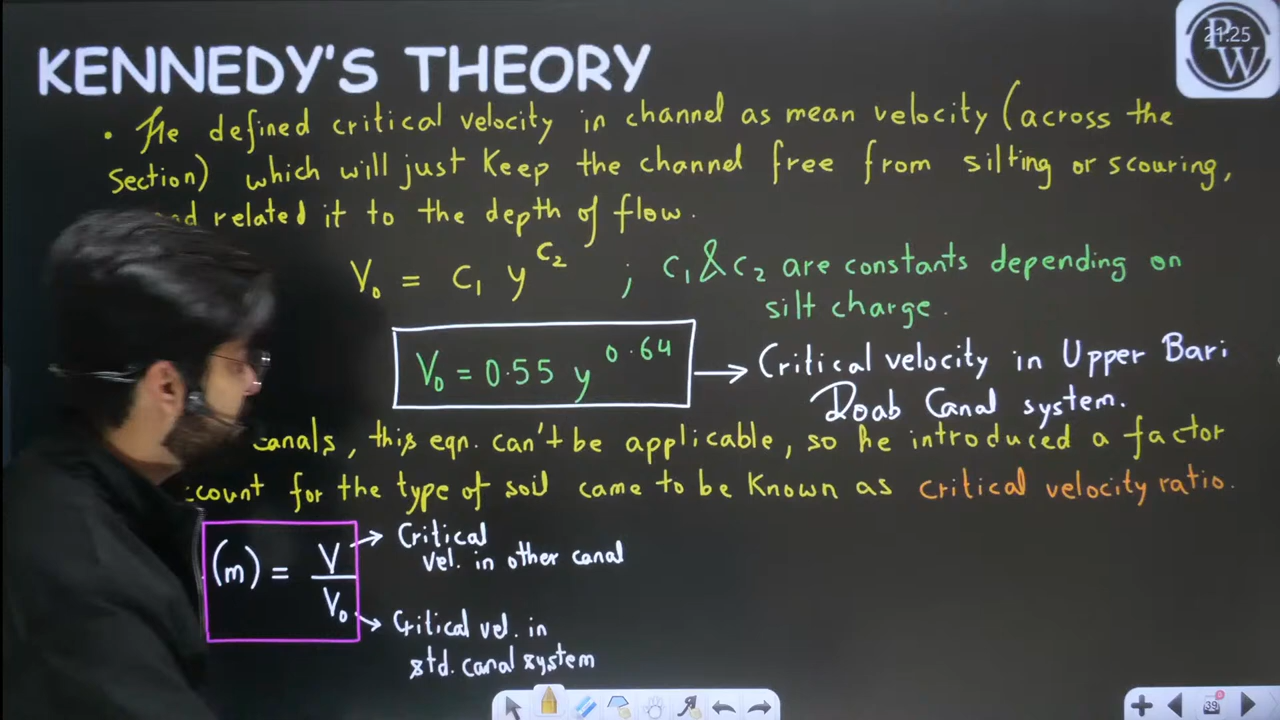 KENNEDY'S THEORY
PW
21:25
• He defined critical velocity in channel as mean velocity (across the
section) which will just keep the channel free from silting or scouring,
related it to the depth of flow.
V₀ = C₁ y^C₂ ; C₁ & C₂ are constants depending on
silt charge.
V₀ = 0.55 y^0.64 → Critical velocity in Upper Bari
Doab Canal system.
canals, this eqn. can't be applicable, so he introduced a factor
for the type of soil came to be known as critical velocity ratio.
(m) = V/V₀
→ Critical
vel. in other canal
→ Critical vel. in
std. canal system
39